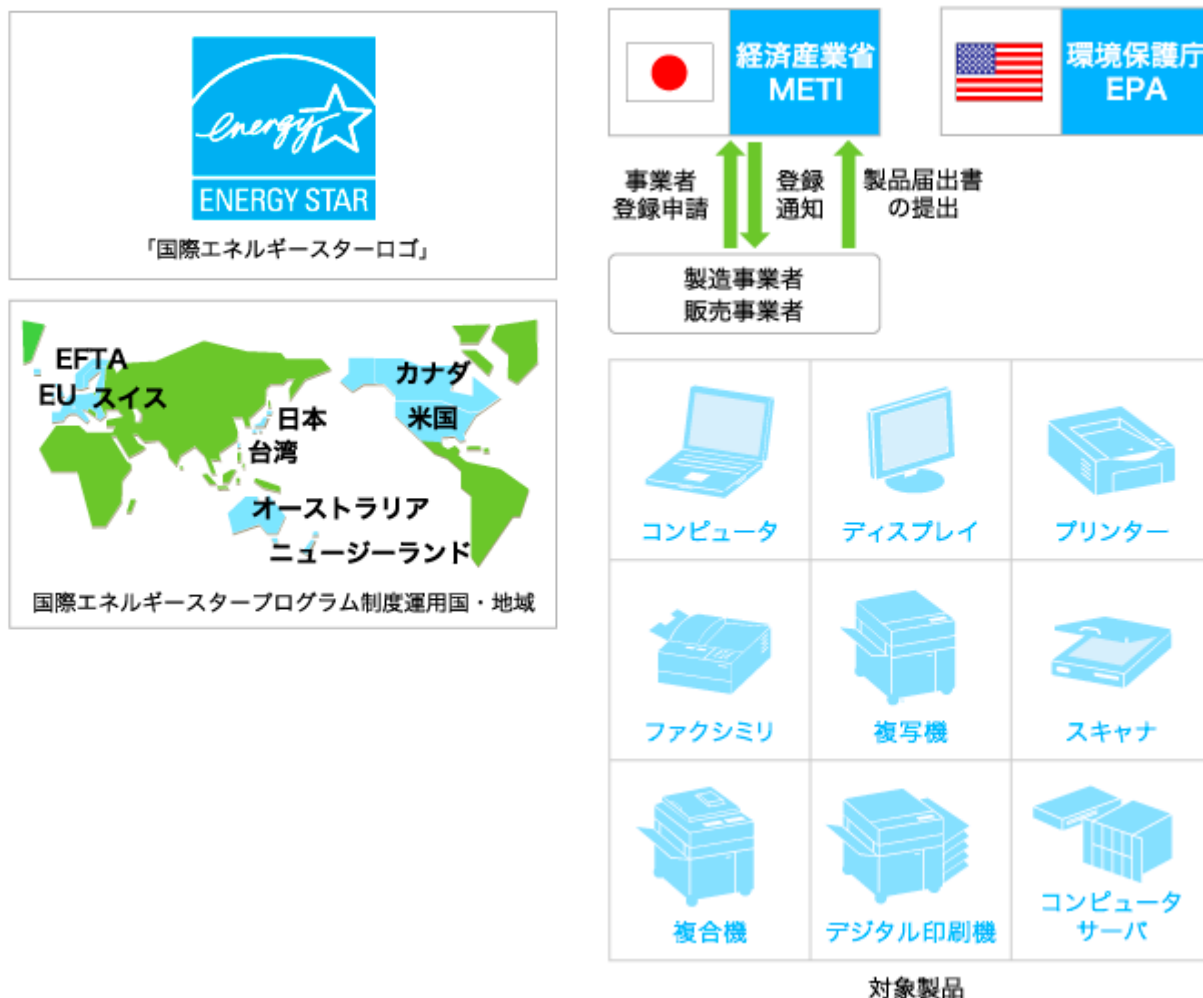 energy
ENERGY STAR
「国際エネルギースターロゴ」
EFTA
EU スイス
カナダ
日本
米国
台湾
オーストラリア
ニュージーランド
国際エネルギースタープログラム制度運用国・地域
経済産業省
METI
環境保護庁
EPA
事業者
登録申請
登録
通知
製品届出書
の提出
製造事業者
販売事業者
コンピュータ
ディスプレイ
プリンター
ファクシミリ
複写機
スキャナ
複合機
デジタル印刷機
コンピュータ
サーバ
対象製品